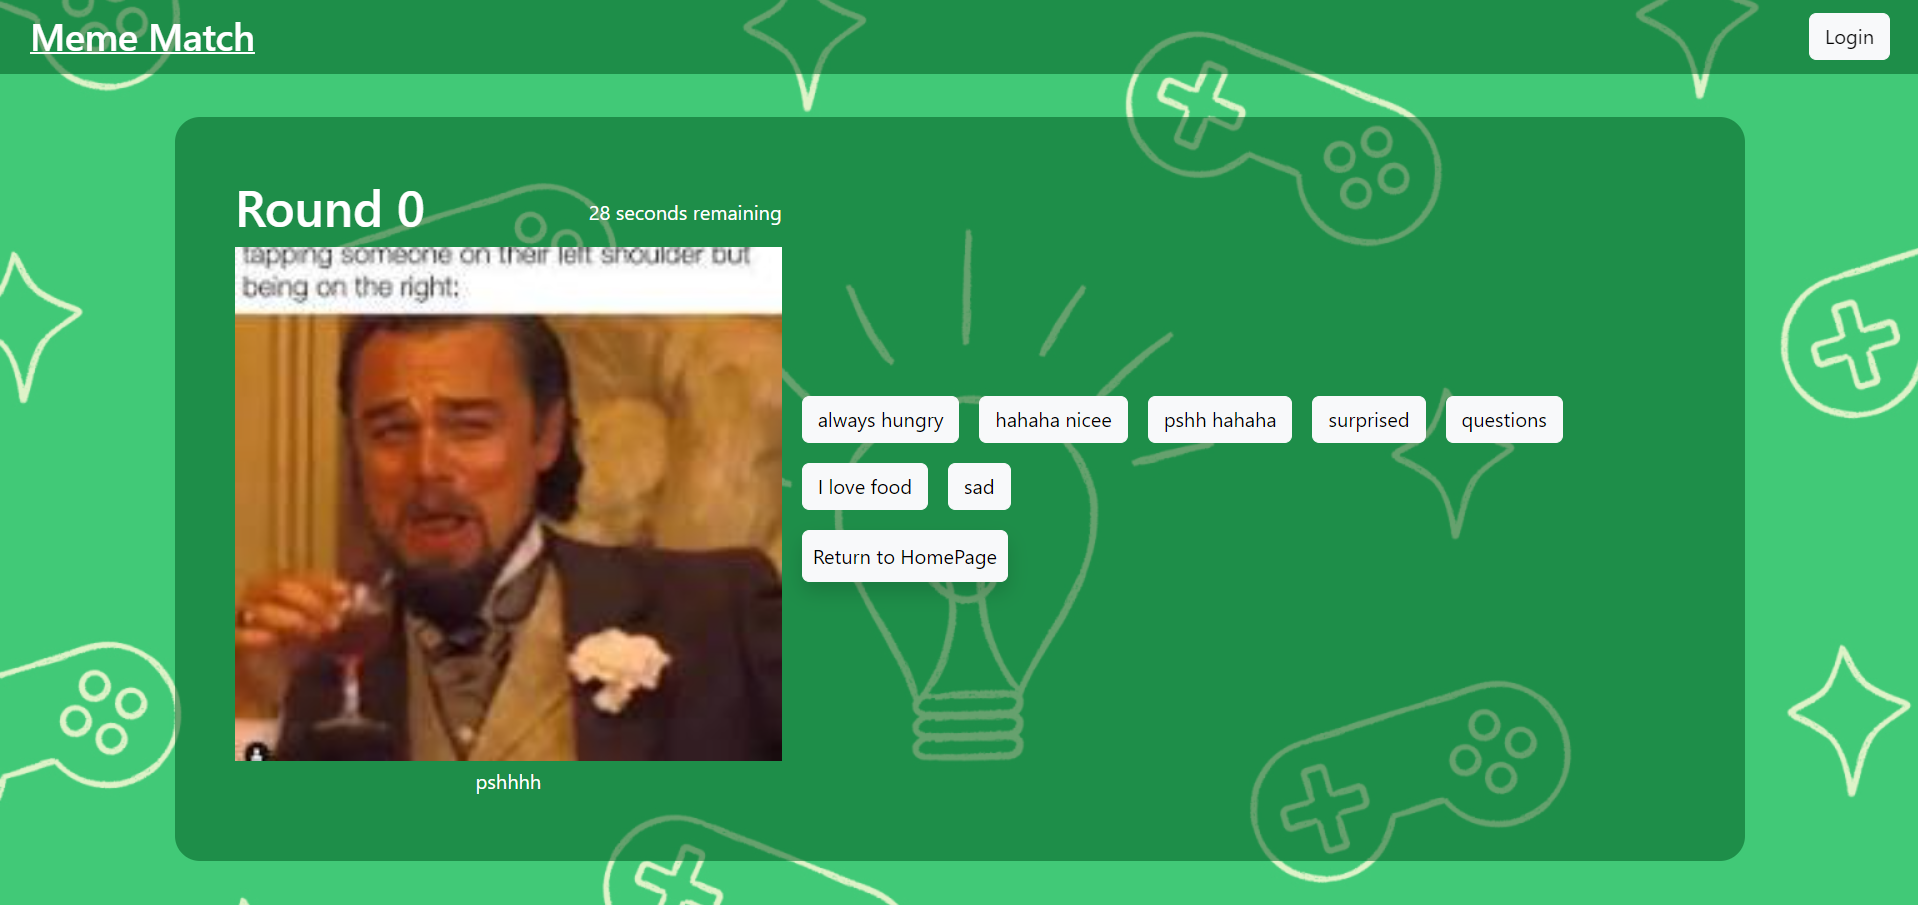 Meme Match
Login
Round 0
28 seconds remaining
tapping someone on their left shoulder but
being on the right:
always hungry
hahaha nicee
pshh hahaha
surprised
questions
I love food
sad
Return to HomePage
pshhhh